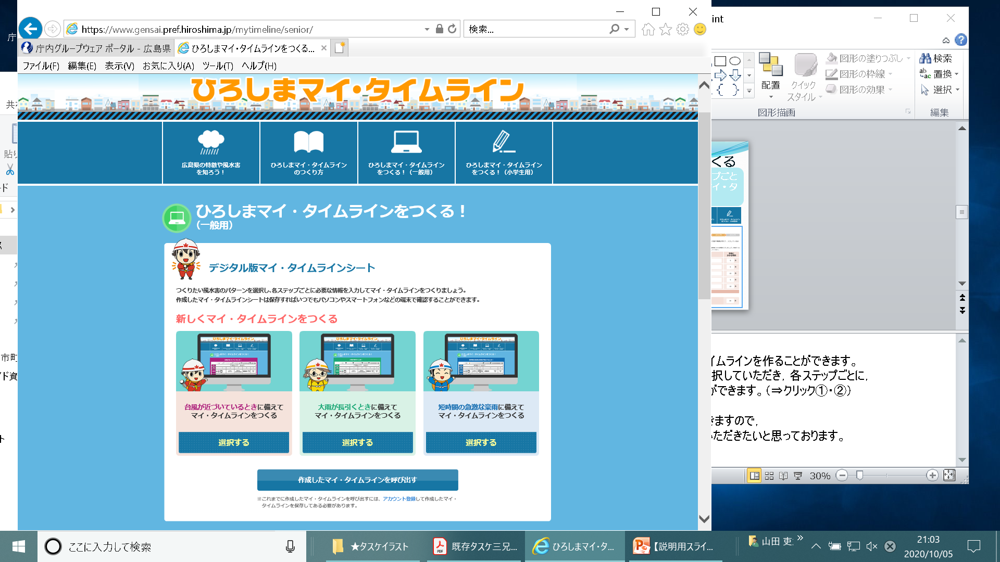 https://www.gensai.pref.hiroshima.jp/mytimeline/senior/
検索...
庁内グループウェア ポータル - 広島県
ひろしまマイ・タイムラインをつくる...
ファイル(F) 編集(E) 表示(V) お気に入り(A) ツール(T) ヘルプ(H)
ひろしまマイ・タイムライン
広島県の特徴や風水害
を知ろう！
ひろしまマイ・タイムライン
のつくり方
ひろしまマイ・タイムライン
をつくる！（一般用）
ひろしまマイ・タイムライン
をつくる！（小学生用）
ひろしまマイ・タイムラインをつくる！
（一般用）
デジタル版マイ・タイムラインシート
つくりたい風水害のパターンを選択し、各ステップごとに必要な情報を入力してマイ・タイムラインをつくりましょう。
作成したマイ・タイムラインシートは保存すればいつでもパソコンやスマートフォンなどの端末で確認することができます。
新しくマイ・タイムラインをつくる
台風が近づいているときに備えて
マイ・タイムラインをつくる
選択する
大雨が長引くときに備えて
マイ・タイムラインをつくる
選択する
短時間の急激な豪雨に備えて
マイ・タイムラインをつくる
選択する
作成したマイ・タイムラインを呼び出す
※これまでに作成したマイ・タイムラインを呼び出すには、アカウント登録して作成したマイ・
タイムラインを保存してある必要があります。
庁
貼り
ード
市町
イド資
ト
int
配置
クイック
スタイル
図形の塗りつぶし
図形の枠線
図形の効果
図形描画
検索
置換
選択
編集
くる
プごと
イ・タ
イムラインを作ることができます。
択していただき，各ステップごとに，
ができます。（⇒クリック①・②）
きますので，
いただきたいと思っております。
30%
ここに入力して検索
★タスケイラスト
既存タスケ三兄...
ひろしまマイ・タ...
【説明用スライ...
山田 吏
21:03
2020/10/05